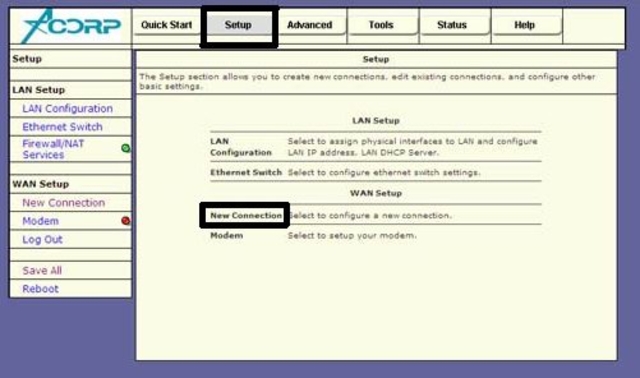 ACORP
Quick Start
Setup
Advanced
Tools
Status
Help
Setup
LAN Setup
LAN Configuration
Ethernet Switch
Firewall/NAT
Services
WAN Setup
New Connection
Modem
Log Out
Save All
Reboot
Setup
The Setup section allows you to create new connections, edit existing connections, and configure other
basic settings.
LAN Setup
LAN
Configuration
Select to assign physical interfaces to LAN and configure
LAN IP address, LAN DHCP Server.
Ethernet Switch Select to configure ethernet switch settings.
WAN Setup
New Connection Select to configure a new connection.
Modem Select to setup your modem.